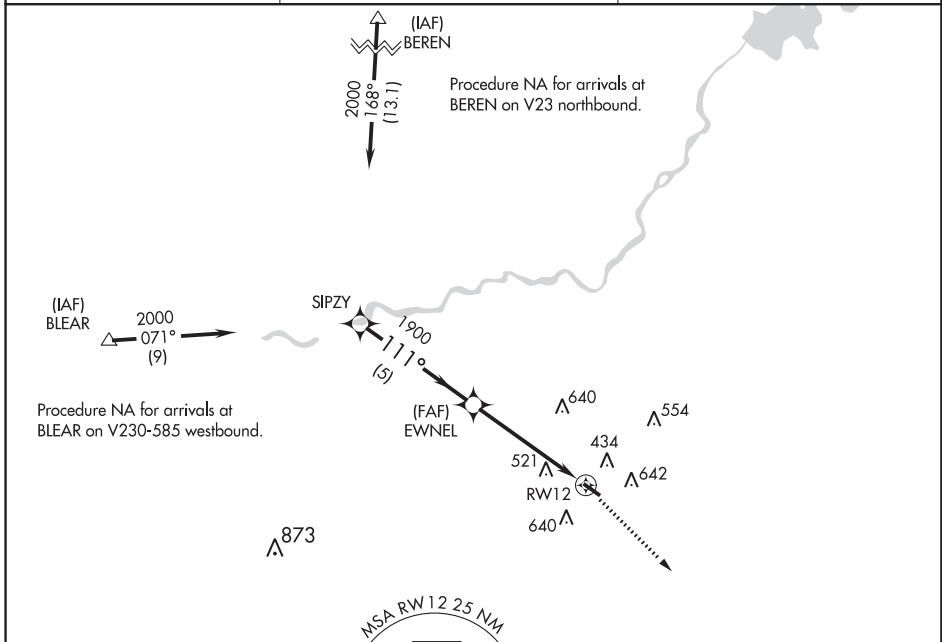 (IAF)
BEREN
2000
168°
(13.1)
Procedure NA for arrivals at
BEREN on V23 northbound.
(IAF)
BLEAR
2000
071°
(9)
SIPZY
1900
111°
(5)
Procedure NA for arrivals at
BLEAR on V230-585 westbound.
(FAF)
EWNEL
640
554
434
521
642
RW12
640
873
MSA RW12 25 NM